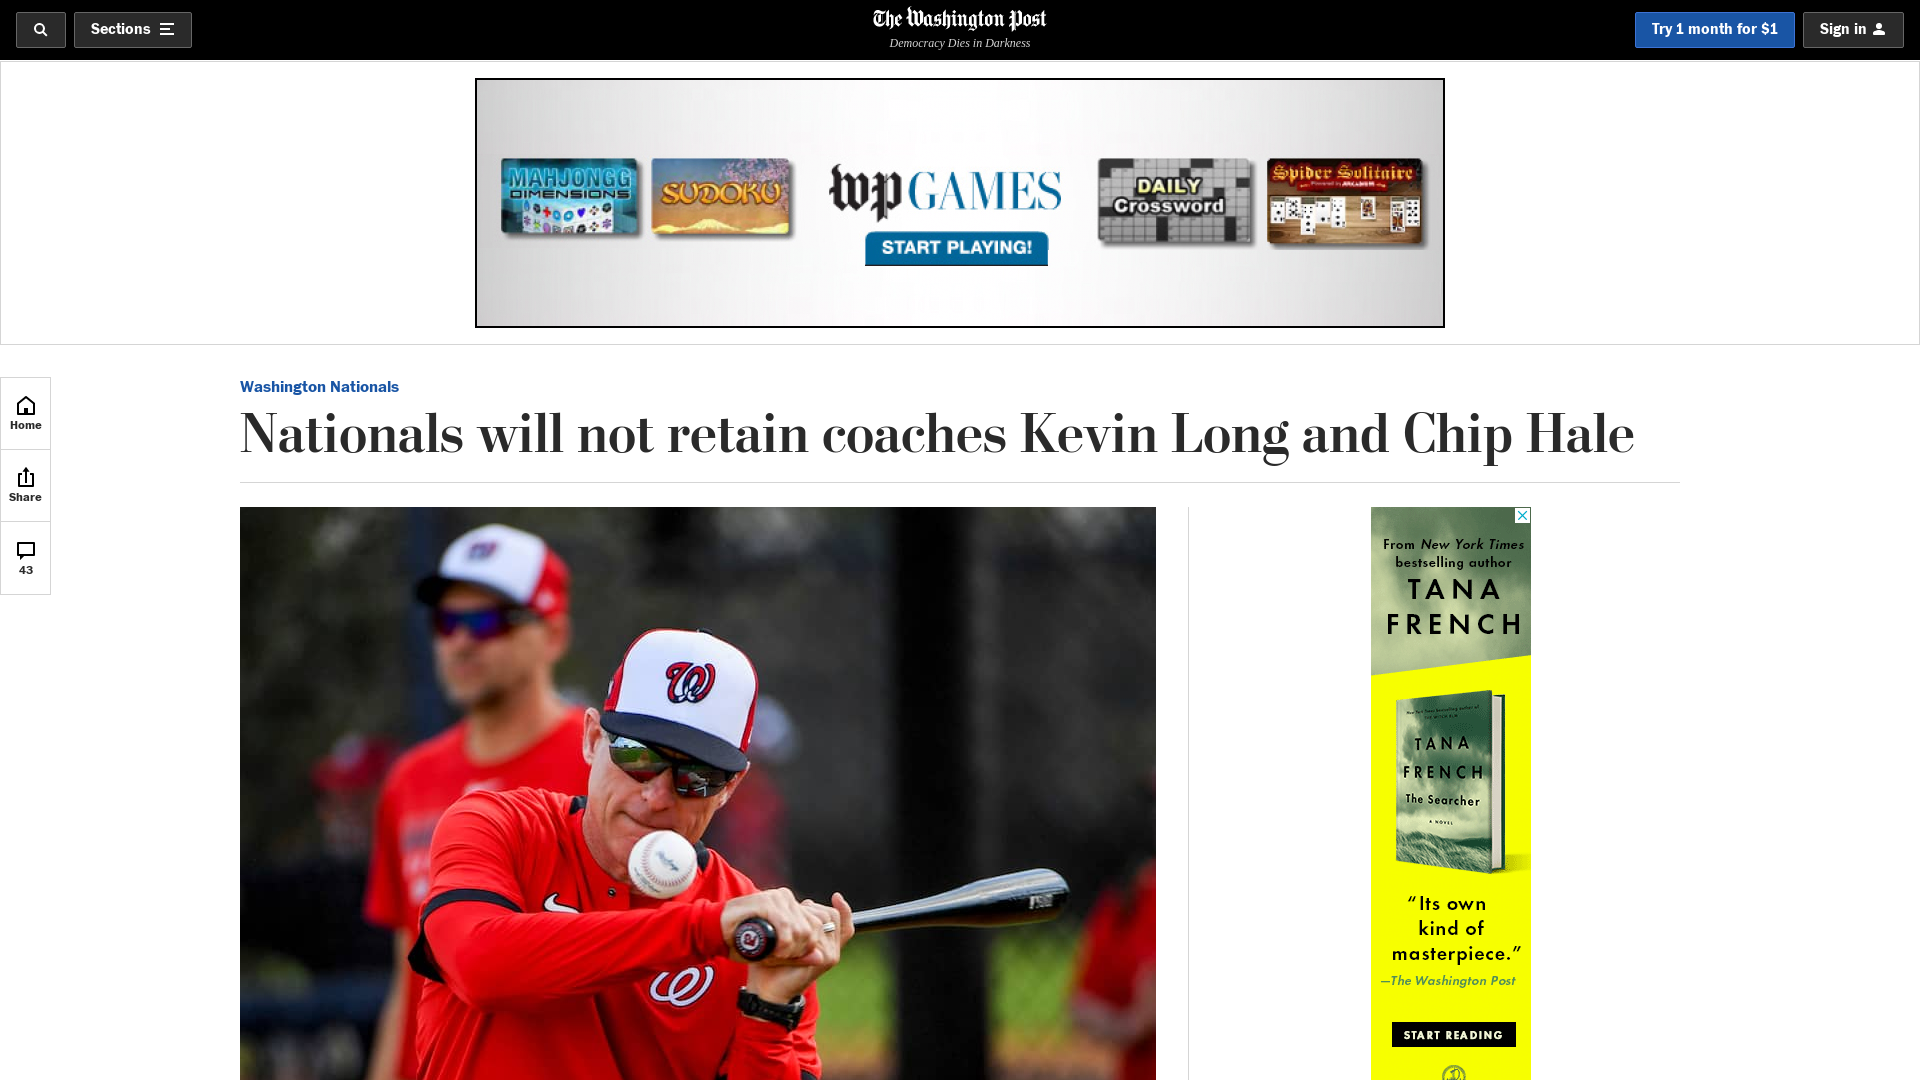 Sections
The Washington Post
Democracy Dies in Darkness
Try 1 month for $1
Sign in
MAHJONGG
DIMENSIONS
SUDOKU
wp GAMES
START PLAYING!
DAILY
Crossword
Spider Solitaire
Home
Share
43
Washington Nationals
Nationals will not retain coaches Kevin Long and Chip Hale
W
From New York Times
bestselling author
TANA
FRENCH
TANA
FRENCH
The Searcher
A NOVEL
“Its own
kind of
masterpiece.”
—The Washington Post
START READING